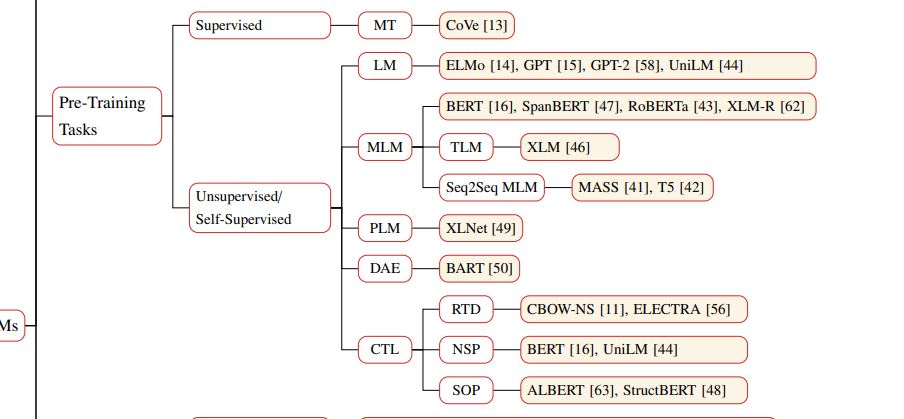 Supervised
MT
CoVe [13]
LM
ELMo [14], GPT [15], GPT-2 [58], UniLM [44]
Pre-Training
Tasks
BERT [16], SpanBERT [47], RoBERTa [43], XLM-R [62]
MLM
TLM
XLM [46]
Seq2Seq MLM
MASS [41], T5 [42]
Unsupervised/
Self-Supervised
PLM
XLNet [49]
DAE
BART [50]
RTD
CBOW-NS [11], ELECTRA [56]
Ms
CTL
NSP
BERT [16], UniLM [44]
SOP
ALBERT [63], StructBERT [48]